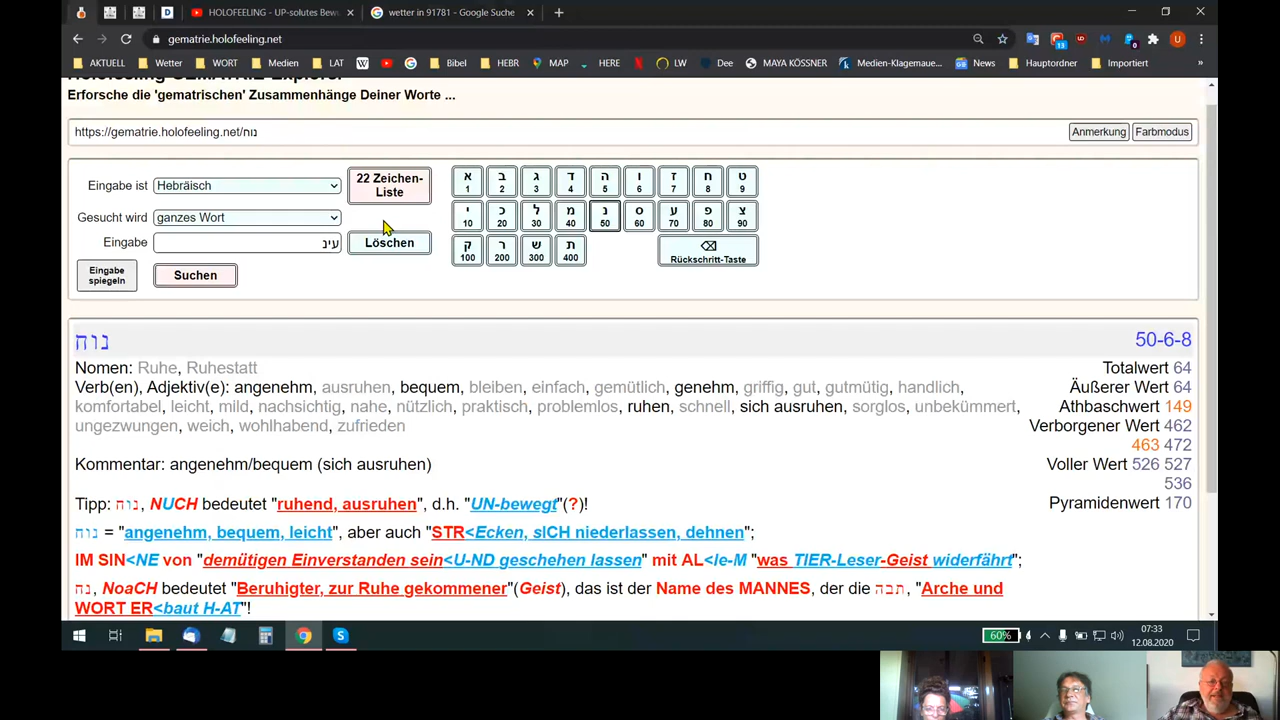 HOLOFEELING - UP-solutes Bew
wetter in 91781 - Google Suche
gematrie.holofeeling.net
AKTUELL Wetter WORT Medien LAT Bibel HEBR MAP HERE LW Dee MAYA KÖSSNER Medien-Klagemaue... News Hauptordner Importiert
Holofeeling GEMATRIE Explorer
Erforsche die 'gematrischen' Zusammenhänge Deiner Worte ...
https://gematrie.holofeeling.net/נוח
Anmerkung Farbmodus
Eingabe ist Hebräisch
22 Zeichen-
Liste
Gesucht wird ganzes Wort
Eingabe עינ
Löschen
Eingabe
spiegeln
Suchen
א ב ג ד ה ו ז ח ט
1 2 3 4 5 6 7 8 9
י כ ל מ נ ס ע פ צ
10 20 30 40 50 60 70 80 90
ק ר ש ת
100 200 300 400
Rückschritt-Taste
נוח 50-6-8
Nomen: Ruhe, Ruhestatt
Verb(en), Adjektiv(e): angenehm, ausruhen, bequem, bleiben, einfach, gemütlich, genehm, griffig, gut, gutmütig, handlich,
komfortabel, leicht, mild, nachsichtig, nahe, nützlich, praktisch, problemlos, ruhen, schnell, sich ausruhen, sorglos, unbekümmert,
ungezwungen, weich, wohlhabend, zufrieden
Kommentar: angenehm/bequem (sich ausruhen)
Tipp: נוח, NUCH bedeutet "ruhend, ausruhen", d.h. "UN-bewegt"(?)!
נוח = "angenehm, bequem, leicht", aber auch "STR<Ecken, sICH niederlassen, dehnen";
IM SIN<NE von "demütigen Einverstanden sein<U-ND geschehen lassen" mit AL<le-M "was TIER-Leser-Geist widerfährt";
נח, NoaCH bedeutet "Beruhigter, zur Ruhe gekommener"(Geist), das ist der Name des MANNES, der die תבה, "Arche und
WORT ER<baut H-AT"!
Totalwert 64
Äußerer Wert 64
Athbaschwert 149
Verborgener Wert 462
463 472
Voller Wert 526 527
536
Pyramidenwert 170
60%
07:33
12.08.2020